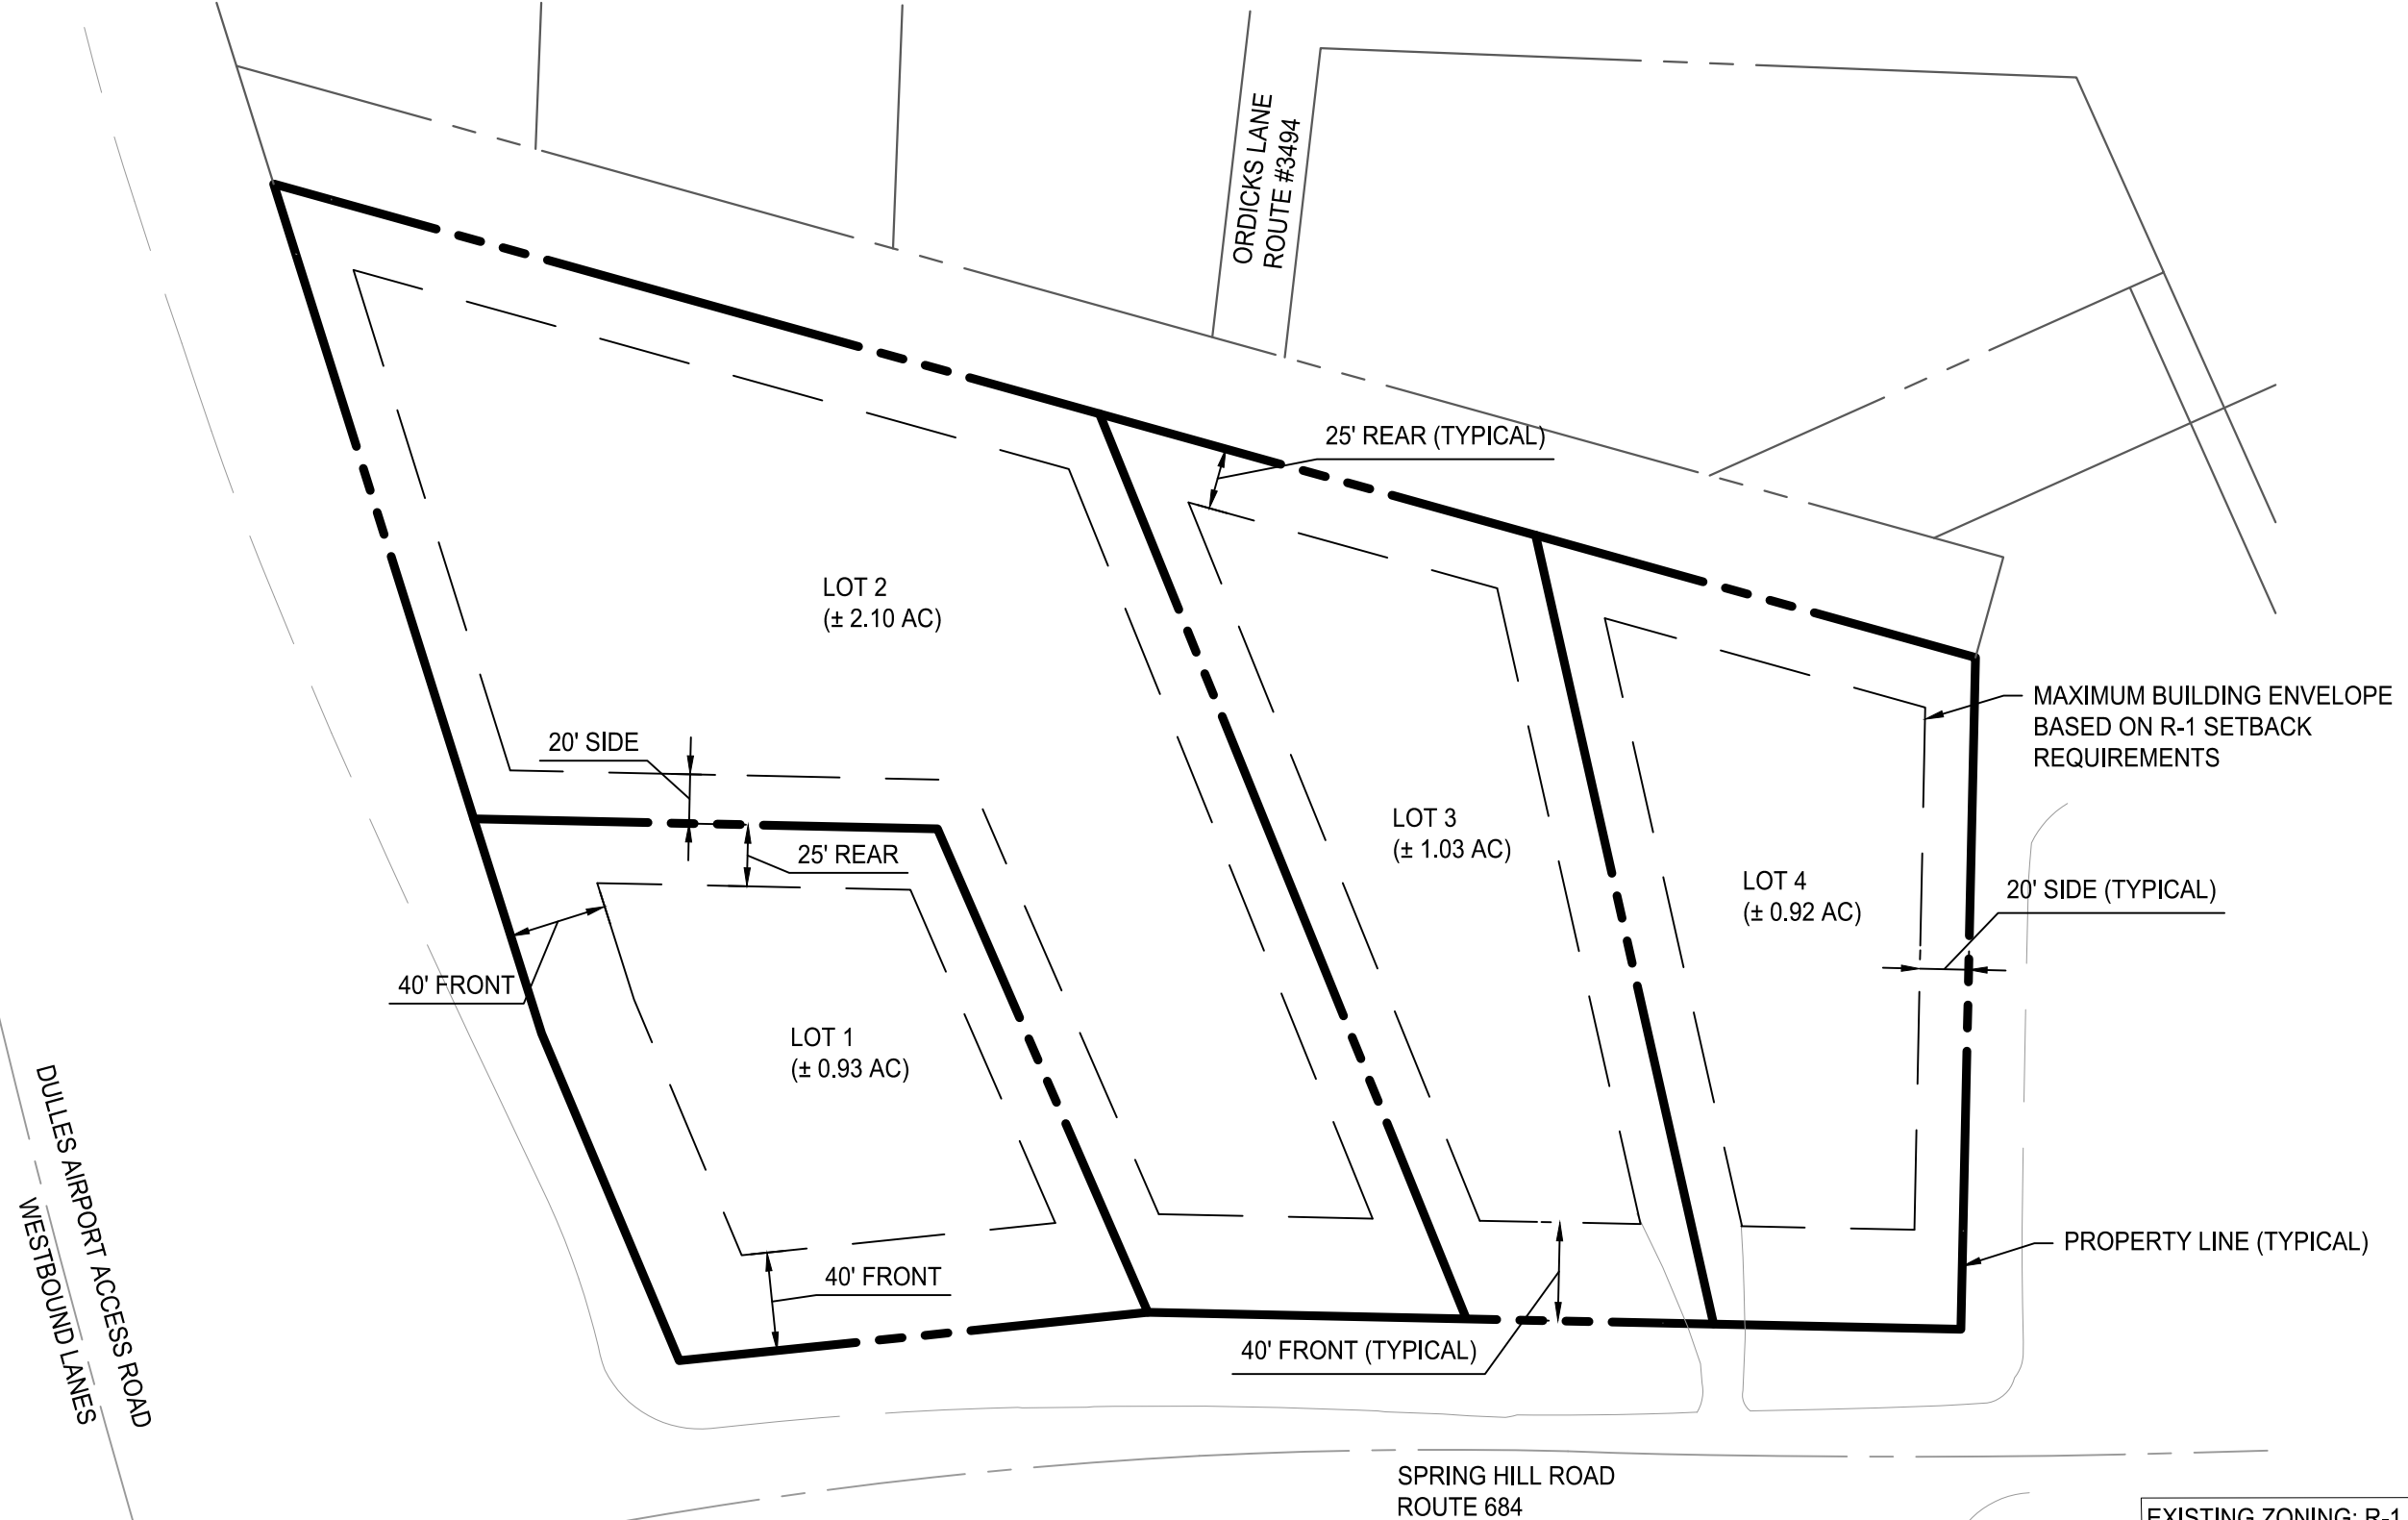 ORDICKS LANE
ROUTE #3494
25' REAR (TYPICAL)
LOT 2
(± 2.10 AC)
MAXIMUM BUILDING ENVELOPE
BASED ON R-1 SETBACK
REQUIREMENTS
20' SIDE
25' REAR
LOT 3
(± 1.03 AC)
LOT 4
(± 0.92 AC)
20' SIDE (TYPICAL)
40' FRONT
LOT 1
(± 0.93 AC)
PROPERTY LINE (TYPICAL)
40' FRONT
40' FRONT (TYPICAL)
DULLES AIRPORT ACCESS ROAD
WESTBOUND LANES
SPRING HILL ROAD
ROUTE 684
EXISTING ZONING: R-1